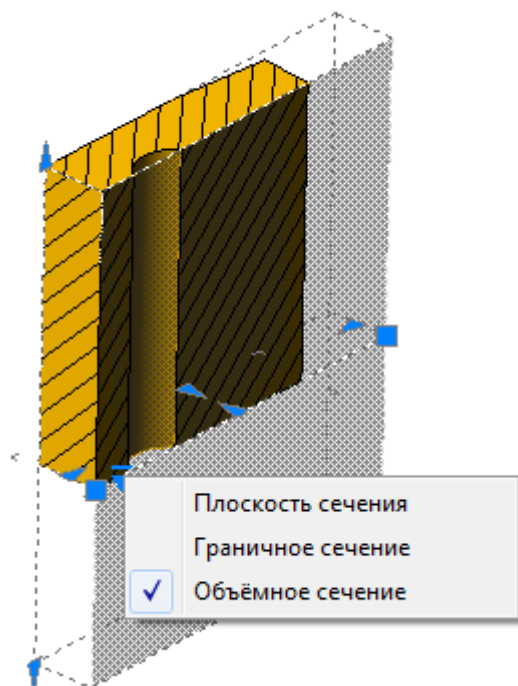 Плоскость сечения
Граничное сечение
Объёмное сечение